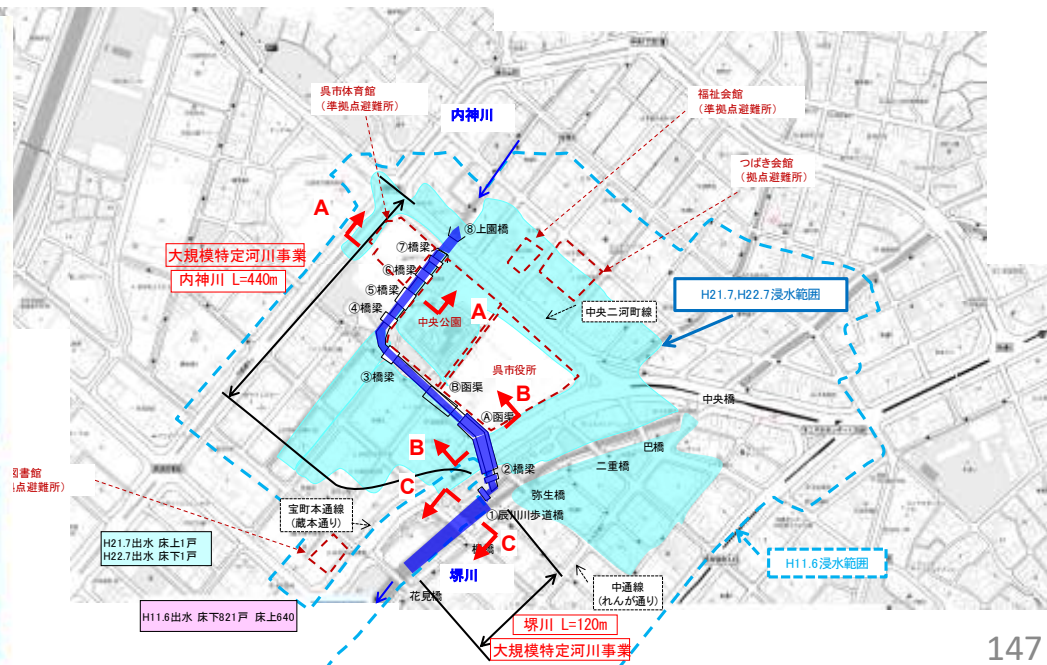 呉市体育館
（準拠点避難所）
内神川
福祉会館
（準拠点避難所）
つばき会館
（拠点避難所）
A
⑧上園橋
大規模特定河川事業
内神川 L=440m
⑦橋梁
⑥橋梁
⑤橋梁
④橋梁
A
中央公園
中央二河町線
H21.7,H22.7浸水範囲
③橋梁
呉市役所
Ⓑ函渠
B
Ⓐ函渠
中央橋
B
巴橋
②橋梁
二重橋
図書館
点避難所）
C
弥生橋
宝町本通線
（蔵本通り）
①辰川川歩道橋
H21.7出水 床上1戸
H22.7出水 床下1戸
C
堺川
H11.6浸水範囲
中通線
（れんが通り）
花見橋
H11.6出水 床下821戸 床上640
堺川 L=120m
大規模特定河川事業
147